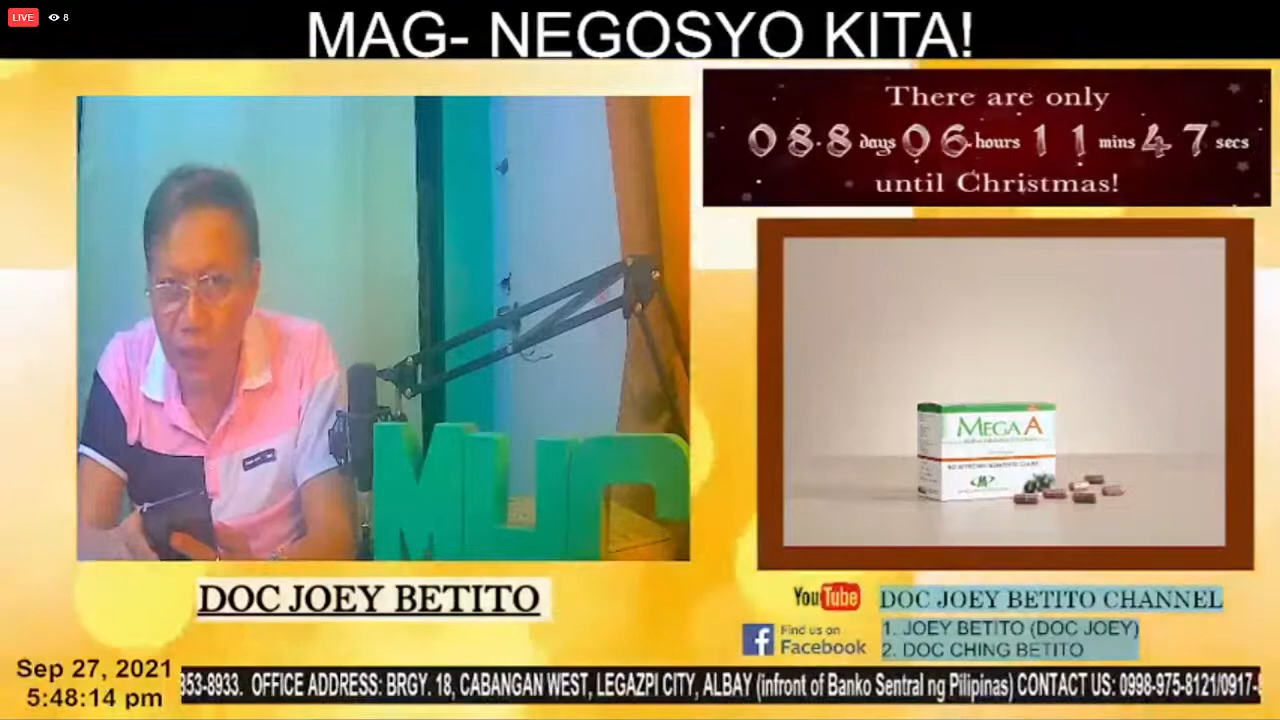 LIVE 8
MAG- NEGOSYO KITA!
There are only
088 days 06 hours 11 mins 47 secs
until Christmas!
MEGA A
MHC
DOC JOEY BETITO
YouTube DOC JOEY BETITO CHANNEL
Find us on
Facebook
1. JOEY BETITO (DOC JOEY)
2. DOC CHING BETITO
Sep 27, 2021
5:48:14 pm
853-8933. OFFICE ADDRESS: BRGY. 18, CABANGAN WEST, LEGAZPI CITY, ALBAY (infront of Banko Sentral ng Pilipinas) CONTACT US: 0998-975-8121/0917-